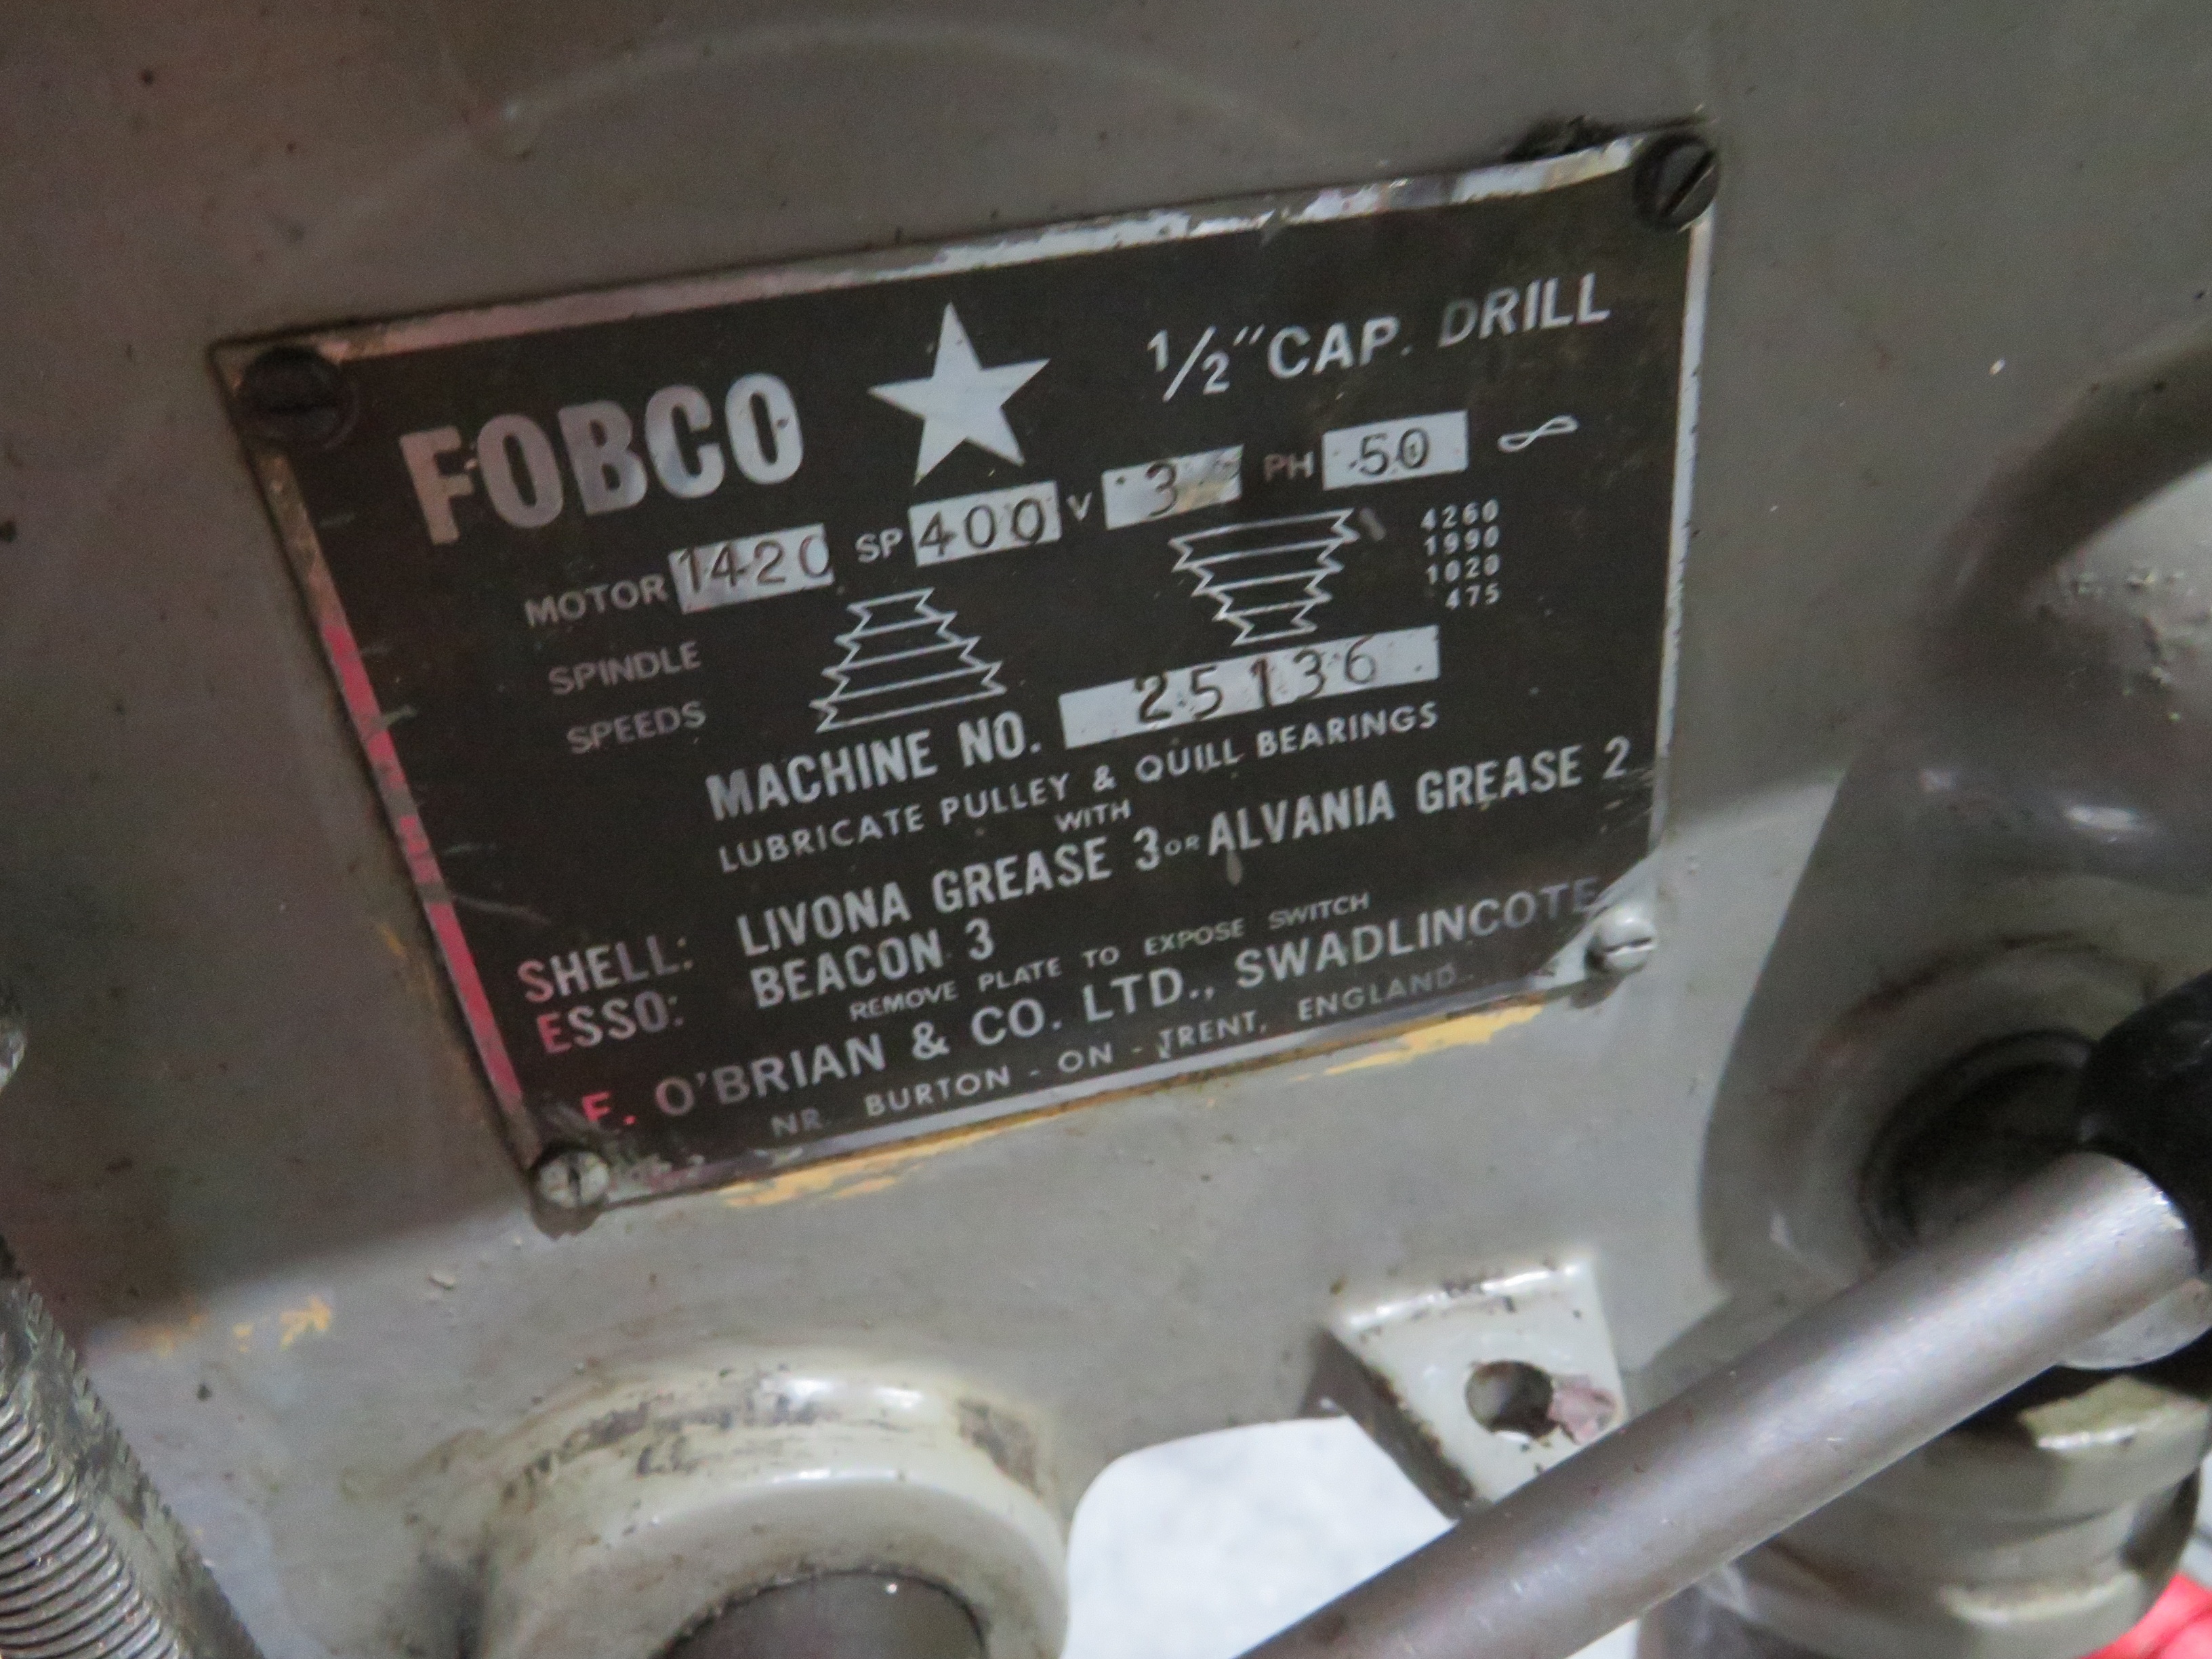 FOBCO ★ 1/2" CAP. DRILL
MOTOR 1420 SP 400 V 3 PH 50 ∞
SPINDLE
SPEEDS
4260
1990
1020
475
MACHINE NO. 25136
LUBRICATE PULLEY & QUILL BEARINGS
WITH
SHELL: LIVONA GREASE 3 OR ALVANIA GREASE 2
ESSO: BEACON 3
REMOVE PLATE TO EXPOSE SWITCH
F. O'BRIAN & CO. LTD., SWADLINCOTE
NR. BURTON - ON - TRENT, ENGLAND.